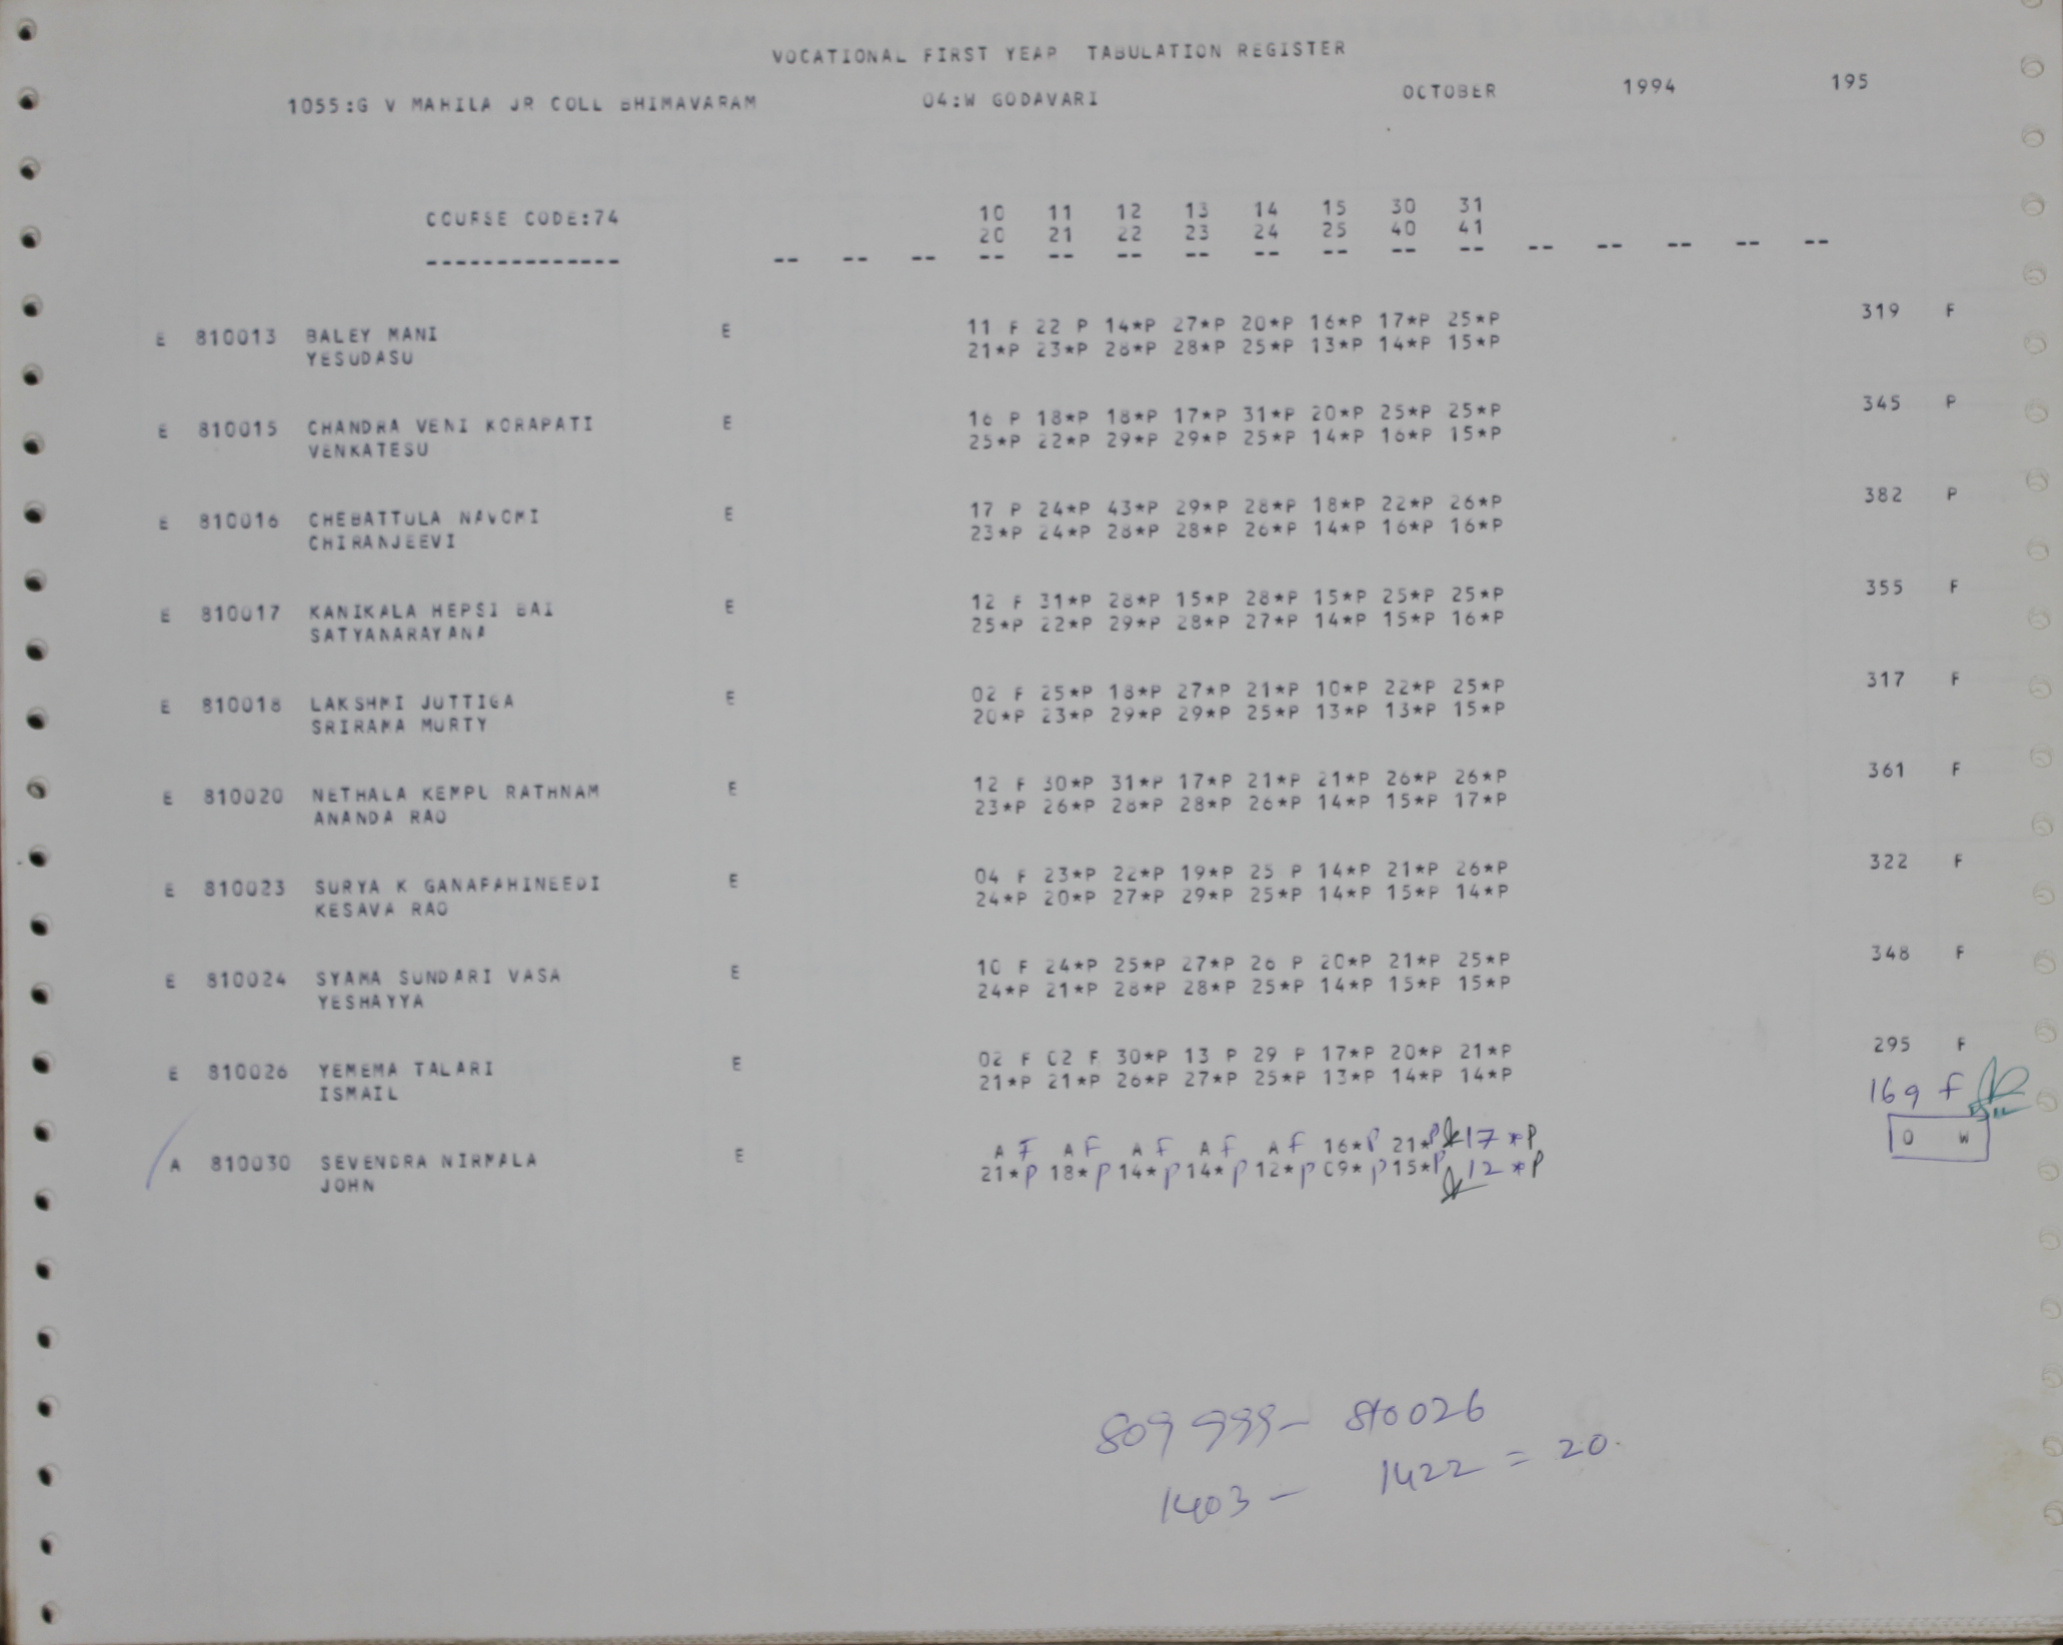 VOCATIONAL FIRST YEAR TABULATION REGISTER
1055:G V MAHILA JR COLL BHIMAVARAM 04:W GODAVARI OCTOBER 1994 195
COURSE CODE:74 10 11 12 13 14 15 30 31
20 21 22 23 24 25 40 41
-------------- -- -- -- -- -- -- -- -- -- -- -- -- -- -- -- --
E 810013 BALEY MANI E 11 F 22 P 14*P 27*P 20*P 16*P 17*P 25*P 319 F
YESUDASU 21*P 23*P 28*P 28*P 25*P 13*P 14*P 15*P
E 810015 CHANDRA VENI KORAPATI E 16 P 18*P 18*P 17*P 31*P 20*P 25*P 25*P 345 P
VENKATESU 25*P 22*P 29*P 29*P 25*P 14*P 16*P 15*P
E 810016 CHEBATTULA NAVOMI E 17 P 24*P 43*P 29*P 28*P 18*P 22*P 26*P 382 P
CHIRANJEEVI 23*P 24*P 28*P 28*P 26*P 14*P 16*P 16*P
E 810017 KANIKALA HEPSI BAI E 12 F 31*P 28*P 15*P 28*P 15*P 25*P 25*P 355 F
SATYANARAYANA 25*P 22*P 29*P 28*P 27*P 14*P 15*P 16*P
E 810018 LAKSHMI JUTTIGA E 02 F 25*P 18*P 27*P 21*P 10*P 22*P 25*P 317 F
SRIRAMA MURTY 20*P 23*P 29*P 29*P 25*P 13*P 13*P 15*P
E 810020 NETHALA KEMPU RATHNAM E 12 F 30*P 31*P 17*P 21*P 21*P 26*P 26*P 361 F
ANANDA RAO 23*P 26*P 28*P 28*P 26*P 14*P 15*P 17*P
E 810023 SURYA K GANAPAHINEEDI E 04 F 23*P 22*P 19*P 25 P 14*P 21*P 26*P 322 F
KESAVA RAO 24*P 20*P 27*P 29*P 25*P 14*P 15*P 14*P
E 810024 SYAMA SUNDARI VASA E 10 F 24*P 25*P 27*P 26 P 20*P 21*P 25*P 348 F
YESHAYYA 24*P 21*P 28*P 28*P 25*P 14*P 15*P 15*P
E 810026 YEMEMA TALARI E 02 F 02 F 30*P 13 P 29 P 17*P 20*P 21*P 295 F
ISMAIL 21*P 21*P 26*P 27*P 25*P 13*P 14*P 14*P
169 F
A 810030 SEVENDRA NIRMALA E A F A F A F A F A F 16*P 21*P 17*P 0 W
JOHN 21*P 18*P 14*P 14*P 12*P 09*P 15*P 12*P
809999 - 810026
1403 - 1422 = 20.